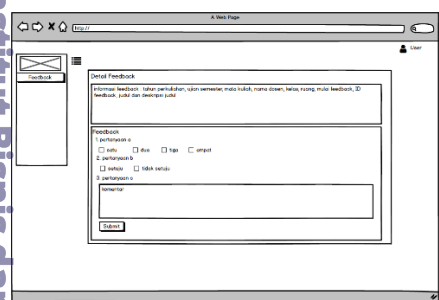 A Web Page
http://
User
Feedback
Detail Feedback
Informasi feedback : tahun perkuliahan, ujian semester, mata kuliah, nama dosen, kelas, ruang, mulai feedback, ID
feedback, judul dan deskripsi judul
Feedback
1. pertanyaan a
satu dua tiga empat
2. pertanyaan b
setuju tidak setuju
3. pertanyaan c
komentar
Submit